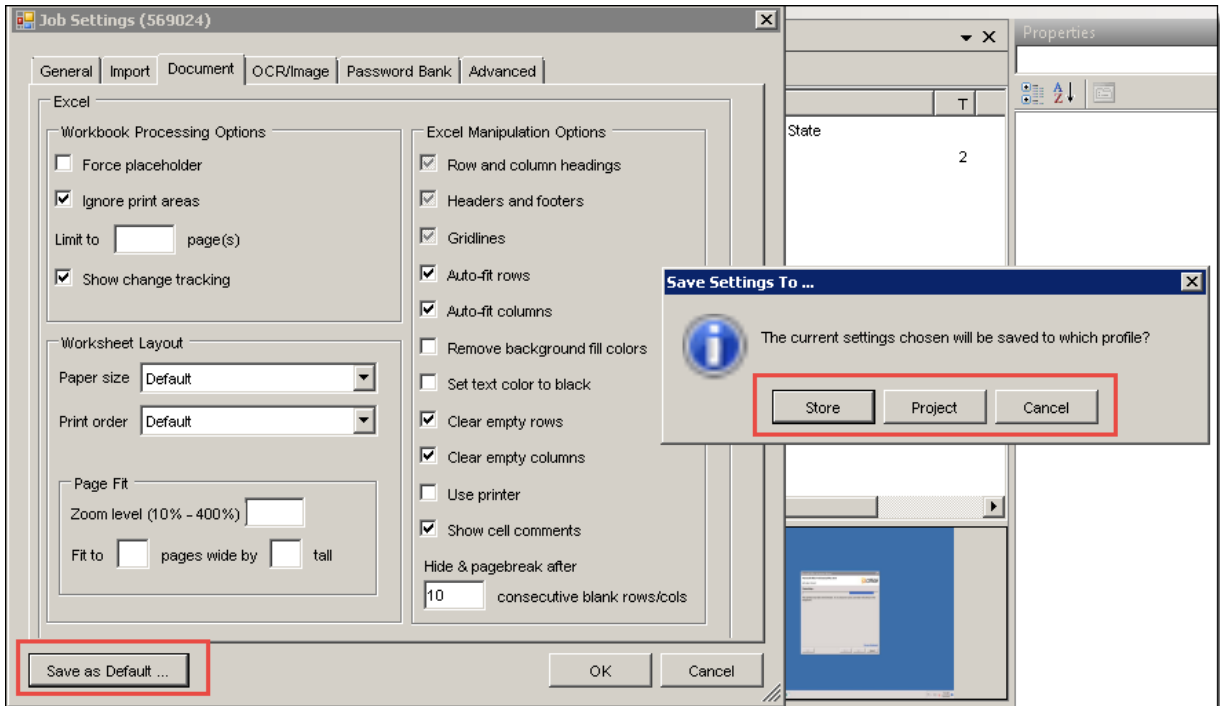 Job Settings (569024)
General
Import
Document
OCR/Image
Password Bank
Advanced
Excel
Workbook Processing Options
Force placeholder
Ignore print areas
Limit to page(s)
Show change tracking
Worksheet Layout
Paper size Default
Print order Default
Page Fit
Zoom level (10% - 400%)
Fit to pages wide by tall
Excel Manipulation Options
Row and column headings
Headers and footers
Gridlines
Auto-fit rows
Auto-fit columns
Remove background fill colors
Set text color to black
Clear empty rows
Clear empty columns
Use printer
Show cell comments
Hide & pagebreak after
10 consecutive blank rows/cols
Save as Default ...
OK
Cancel
T
State
2
Properties
Save Settings To ...
The current settings chosen will be saved to which profile?
Store
Project
Cancel